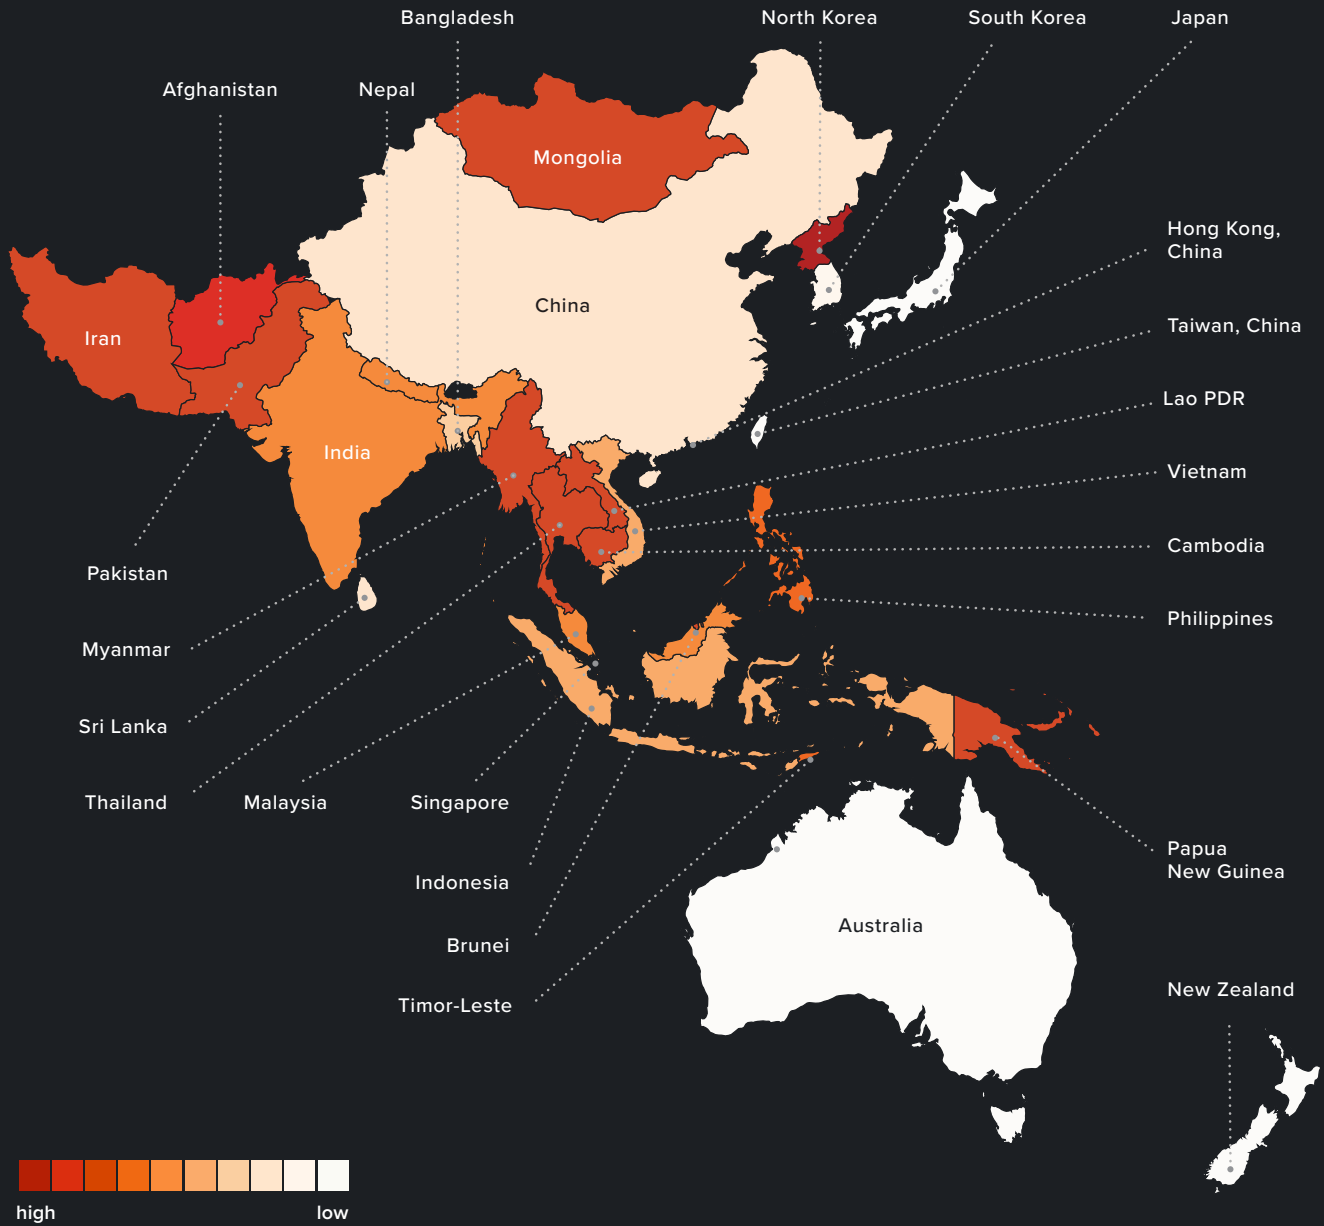 Bangladesh
North Korea
South Korea
Japan
Afghanistan
Nepal
Mongolia
Hong Kong,
China
China
Taiwan, China
Iran
Lao PDR
India
Vietnam
Cambodia
Pakistan
Philippines
Myanmar
Sri Lanka
Thailand
Malaysia
Singapore
Papua
New Guinea
Indonesia
Australia
Brunei
New Zealand
Timor-Leste
high
low